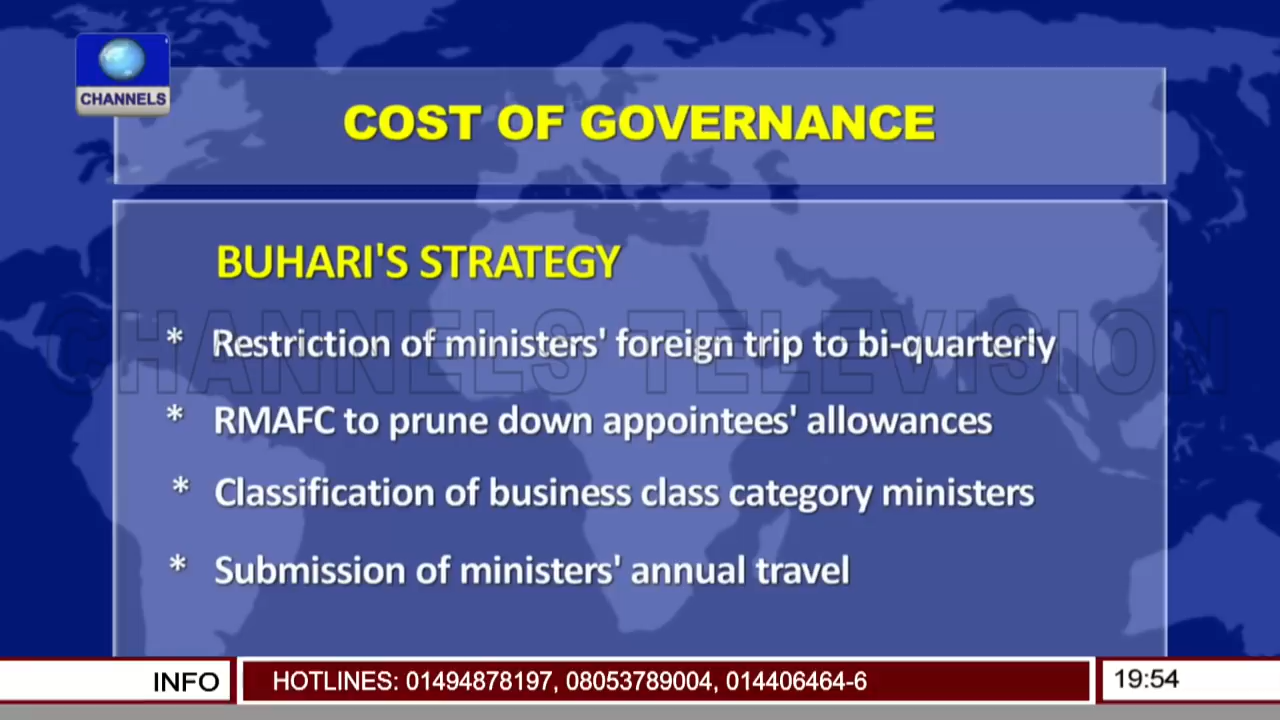 CHANNELS
COST OF GOVERNANCE
BUHARI'S STRATEGY
CHANNELS TELEVISION
* Restriction of ministers' foreign trip to bi-quarterly
* RMAFC to prune down appointees' allowances
* Classification of business class category ministers
* Submission of ministers' annual travel
INFO
HOTLINES: 01494878197, 08053789004, 014406464-6
19:54